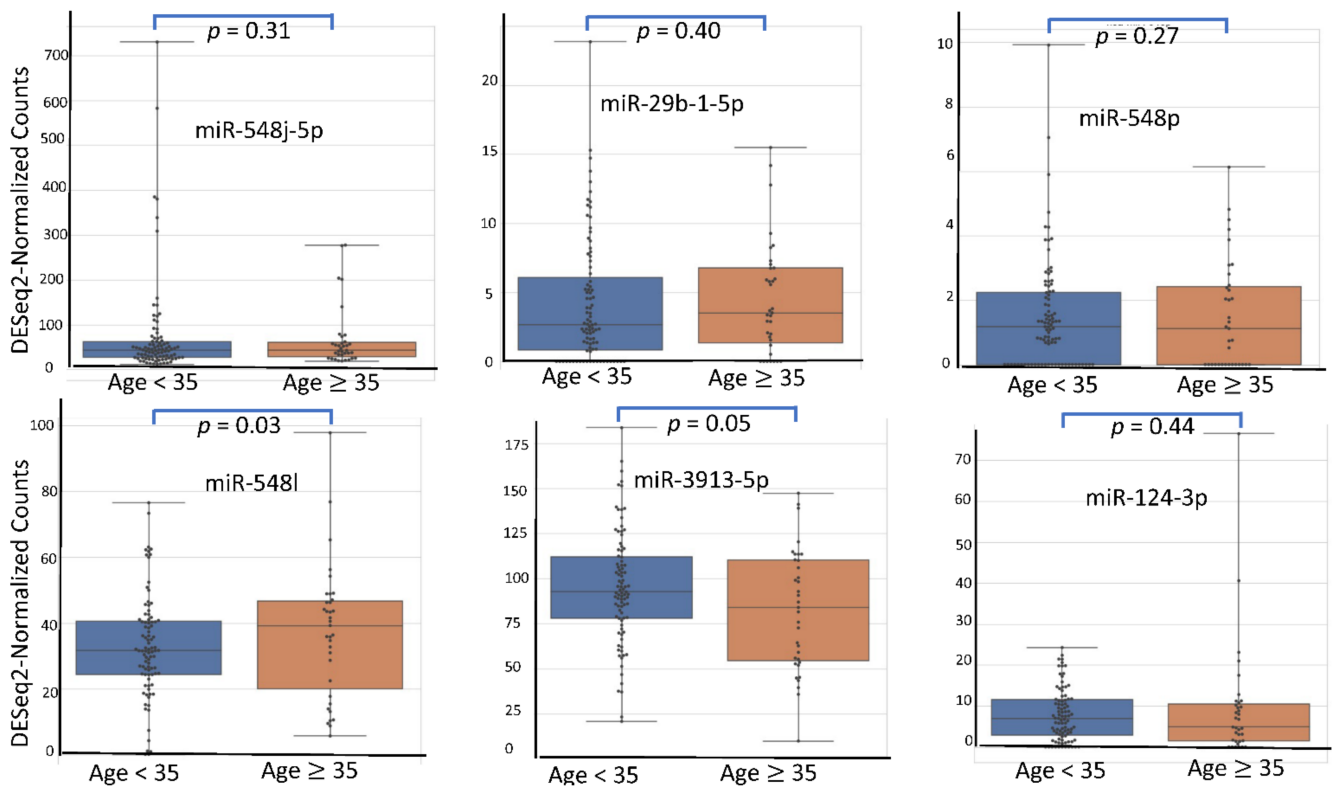 p = 0.31
miR-548j-5p
DESeq2-Normalized Counts
700
600
500
400
300
200
100
0
Age < 35
Age ≥ 35
p = 0.40
miR-29b-1-5p
20
15
10
5
0
Age < 35
Age ≥ 35
p = 0.27
miR-548p
10
8
6
4
2
0
Age < 35
Age ≥ 35
p = 0.03
miR-548l
DESeq2-Normalized Counts
100
80
60
40
20
0
Age < 35
Age ≥ 35
p = 0.05
miR-3913-5p
175
150
125
100
75
50
25
0
Age < 35
Age ≥ 35
p = 0.44
miR-124-3p
70
60
50
40
30
20
10
0
Age < 35
Age ≥ 35